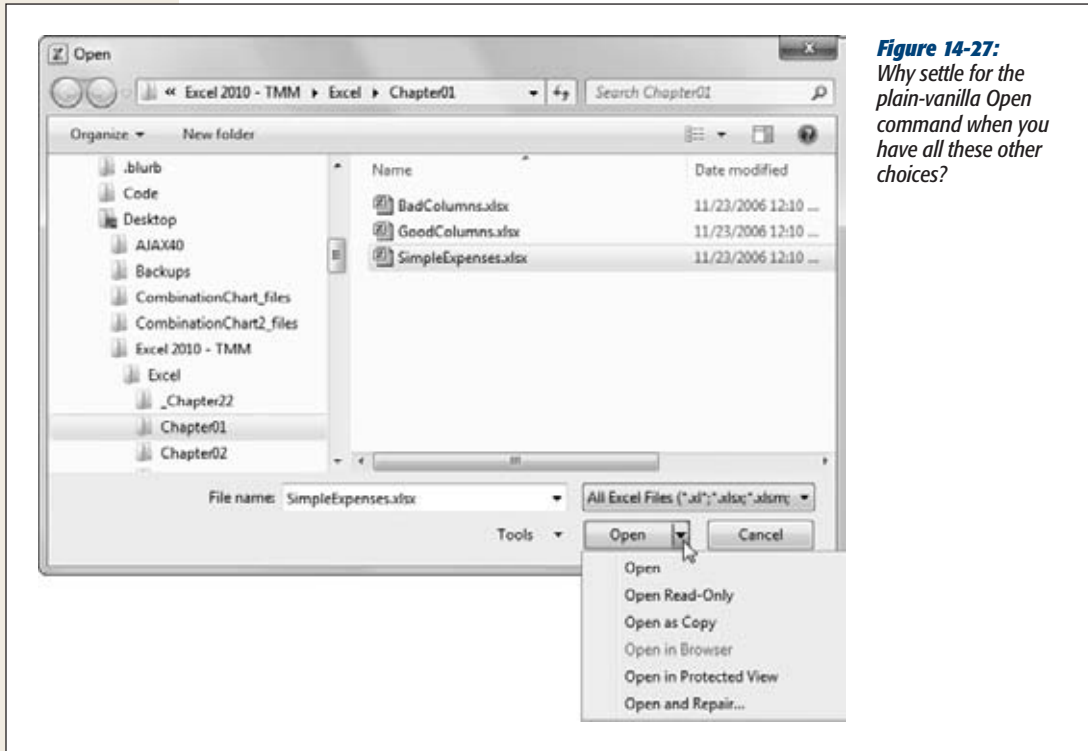 Open
« Excel 2010 - TMM ▸ Excel ▸ Chapter01
Search Chapter01
Organize
New folder
.blurb
Code
Desktop
AJAX40
Backups
CombinationChart_files
CombinationChart2_files
Excel 2010 - TMM
Excel
_Chapter22
Chapter01
Chapter02
Name Date modified
BadColumns.xlsx 11/23/2006 12:10 ...
GoodColumns.xlsx 11/23/2006 12:10 ...
SimpleExpenses.xlsx 11/23/2006 12:10 ...
File name: SimpleExpenses.xlsx
All Excel Files (*.xl*;*.xlsx;*.xlsm;
Tools Open Cancel
Open
Open Read-Only
Open as Copy
Open in Browser
Open in Protected View
Open and Repair...
Figure 14-27:
Why settle for the
plain-vanilla Open
command when you
have all these other
choices?